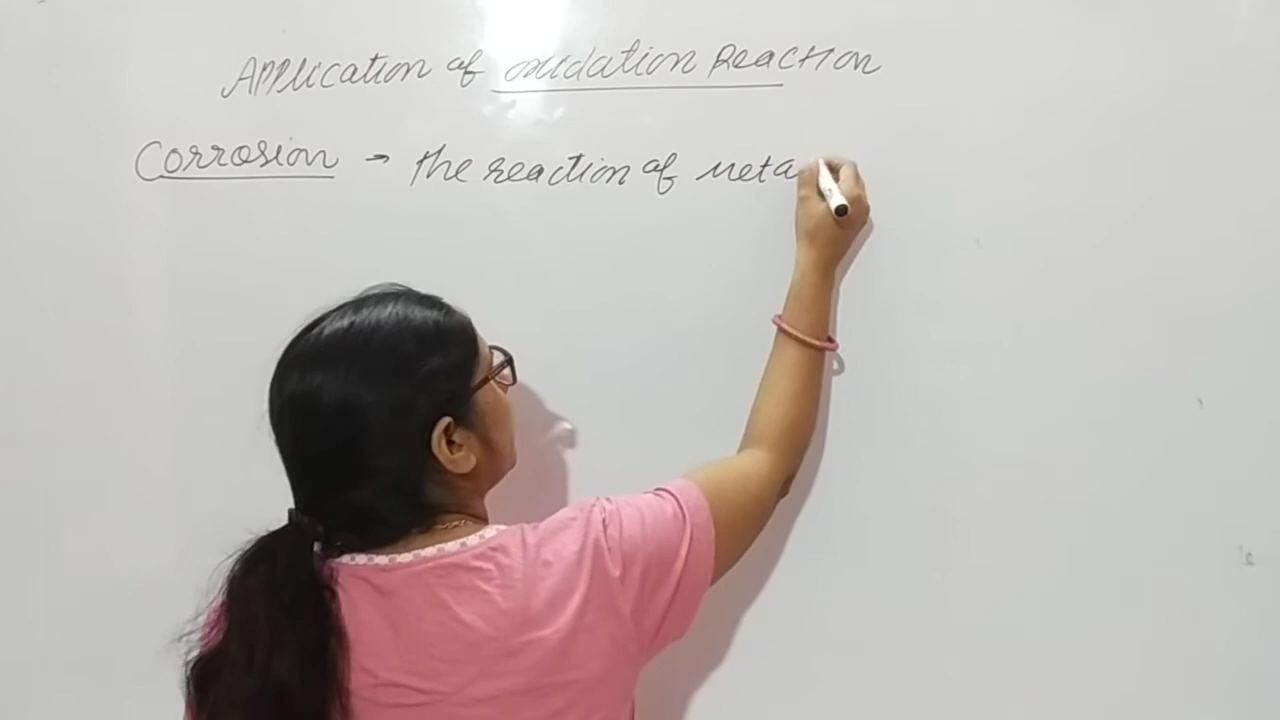 Application of oxidation Reaction
Corrosion → The reaction of meta